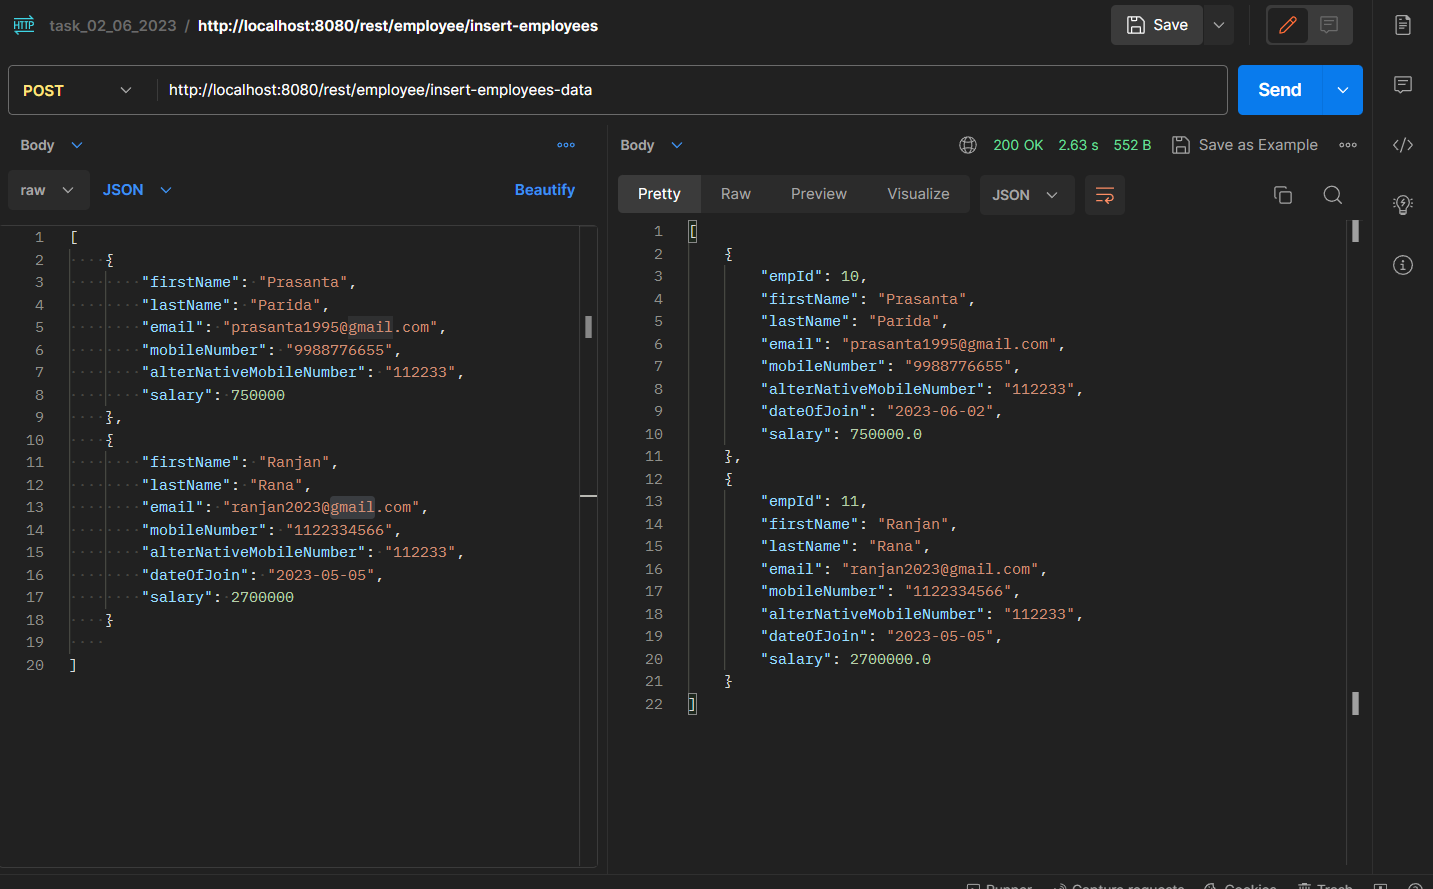 HTTP task_02_06_2023 / http://localhost:8080/rest/employee/insert-employees Save
POST http://localhost:8080/rest/employee/insert-employees-data Send
Body
raw JSON Beautify
1 [
2 {
3 "firstName": "Prasanta",
4 "lastName": "Parida",
5 "email": "prasanta1995@gmail.com",
6 "mobileNumber": "9988776655",
7 "alterNativeMobileNumber": "112233",
8 "salary": 750000
9 },
10 {
11 "firstName": "Ranjan",
12 "lastName": "Rana",
13 "email": "ranjan2023@gmail.com",
14 "mobileNumber": "1122334566",
15 "alterNativeMobileNumber": "112233",
16 "dateOfJoin": "2023-05-05",
17 "salary": 2700000
18 }
19
20 ]
Body 200 OK 2.63 s 552 B Save as Example
Pretty Raw Preview Visualize JSON
1 [
2 {
3 "empId": 10,
4 "firstName": "Prasanta",
5 "lastName": "Parida",
6 "email": "prasanta1995@gmail.com",
7 "mobileNumber": "9988776655",
8 "alterNativeMobileNumber": "112233",
9 "dateOfJoin": "2023-06-02",
10 "salary": 750000.0
11 },
12 {
13 "empId": 11,
14 "firstName": "Ranjan",
15 "lastName": "Rana",
16 "email": "ranjan2023@gmail.com",
17 "mobileNumber": "1122334566",
18 "alterNativeMobileNumber": "112233",
19 "dateOfJoin": "2023-05-05",
20 "salary": 2700000.0
21 }
22 ]
Runner Capture requests Cookies Trash